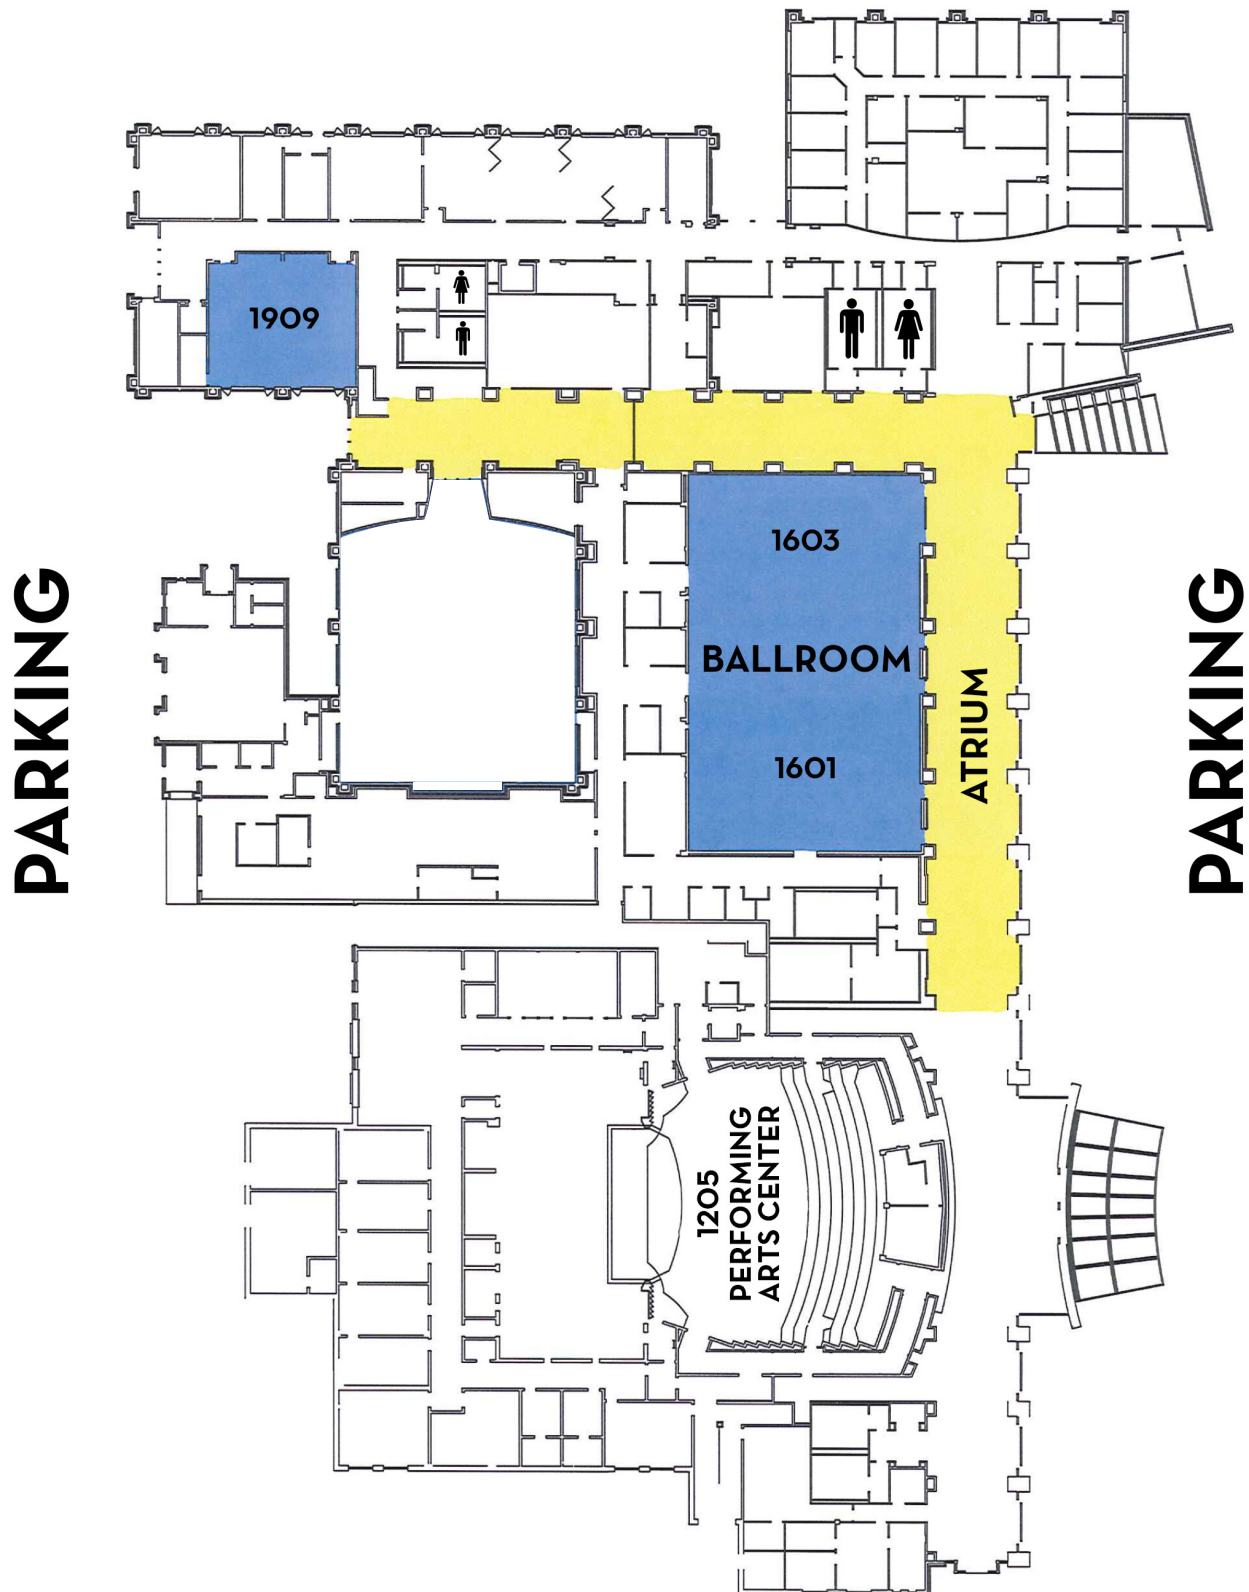 1909
1603
BALLROOM
1601
ATRIUM
PARKING
PARKING
1205
PERFORMING
ARTS CENTER